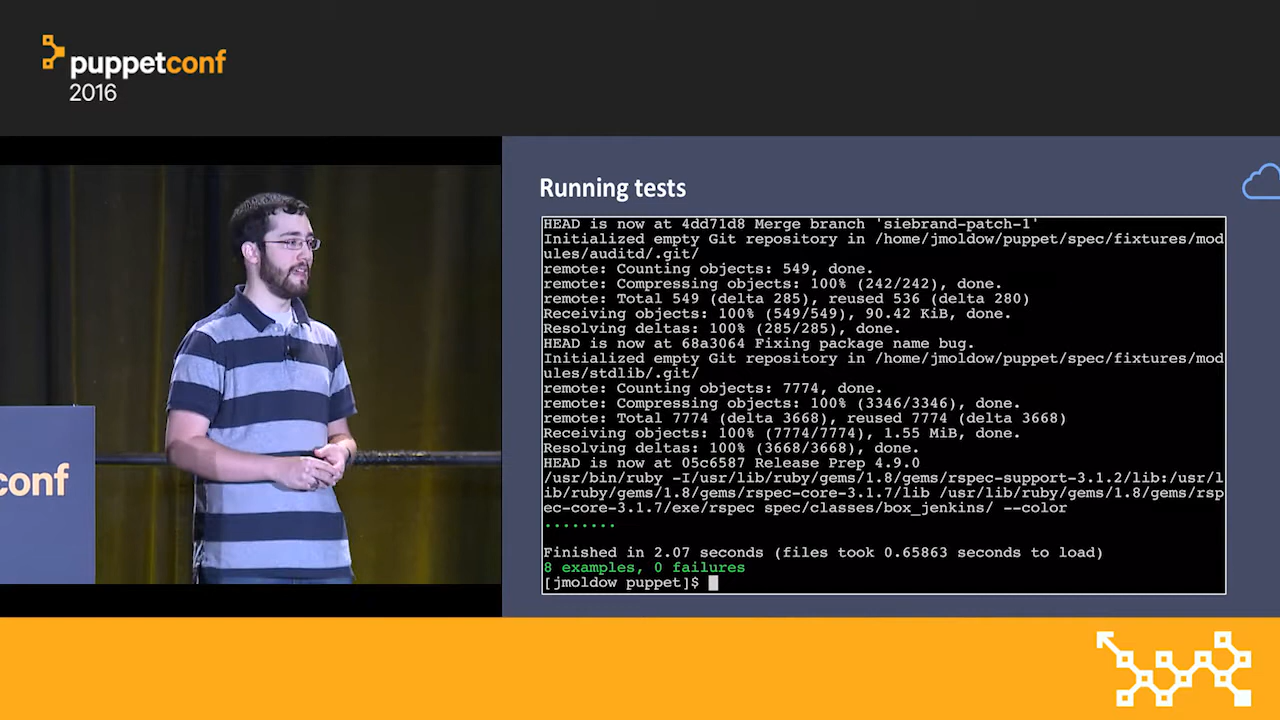 puppetconf
2016
conf
Running tests
HEAD is now at 4dd71d8 Merge branch 'siebrand-patch-1'
Initialized empty Git repository in /home/jmoldow/puppet/spec/fixtures/mod
ules/auditd/.git/
remote: Counting objects: 549, done.
remote: Compressing objects: 100% (242/242), done.
remote: Total 549 (delta 285), reused 536 (delta 280)
Receiving objects: 100% (549/549), 90.42 KiB, done.
Resolving deltas: 100% (285/285), done.
HEAD is now at 68a3064 Fixing package name bug.
Initialized empty Git repository in /home/jmoldow/puppet/spec/fixtures/mod
ules/stdlib/.git/
remote: Counting objects: 7774, done.
remote: Compressing objects: 100% (3346/3346), done.
remote: Total 7774 (delta 3668), reused 7774 (delta 3668)
Receiving objects: 100% (7774/7774), 1.55 MiB, done.
Resolving deltas: 100% (3668/3668), done.
HEAD is now at 05c6587 Release Prep 4.9.0
/usr/bin/ruby -I/usr/lib/ruby/gems/1.8/gems/rspec-support-3.1.2/lib:/usr/l
ib/ruby/gems/1.8/gems/rspec-core-3.1.7/lib /usr/lib/ruby/gems/1.8/gems/rsp
ec-core-3.1.7/exe/rspec spec/classes/box_jenkins/ --color
........
Finished in 2.07 seconds (files took 0.65863 seconds to load)
8 examples, 0 failures
[jmoldow puppet]$